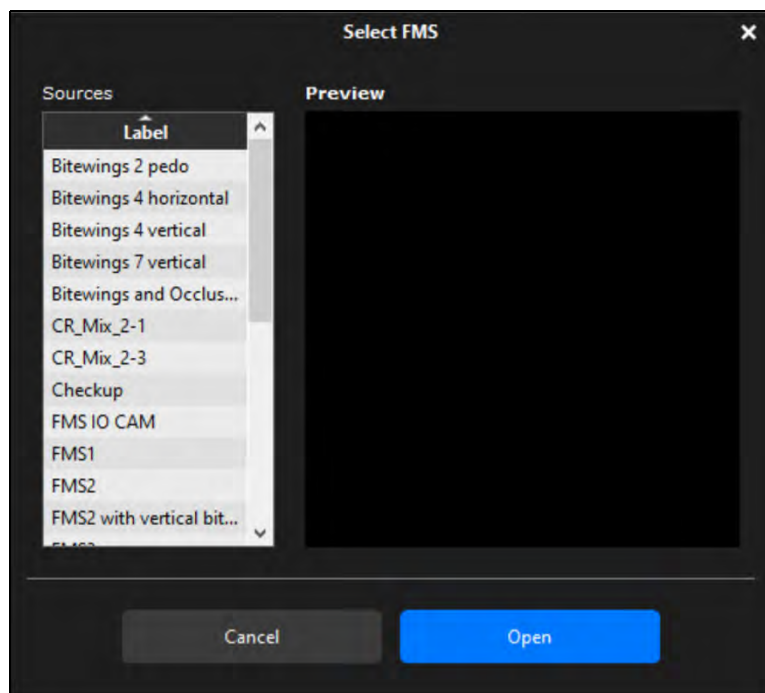 Select FMS
Sources
Preview
Label
Bitewings 2 pedo
Bitewings 4 horizontal
Bitewings 4 vertical
Bitewings 7 vertical
Bitewings and Occlus...
CR_Mix_2-1
CR_Mix_2-3
Checkup
FMS IO CAM
FMS1
FMS2
FMS2 with vertical bit...
Cancel
Open